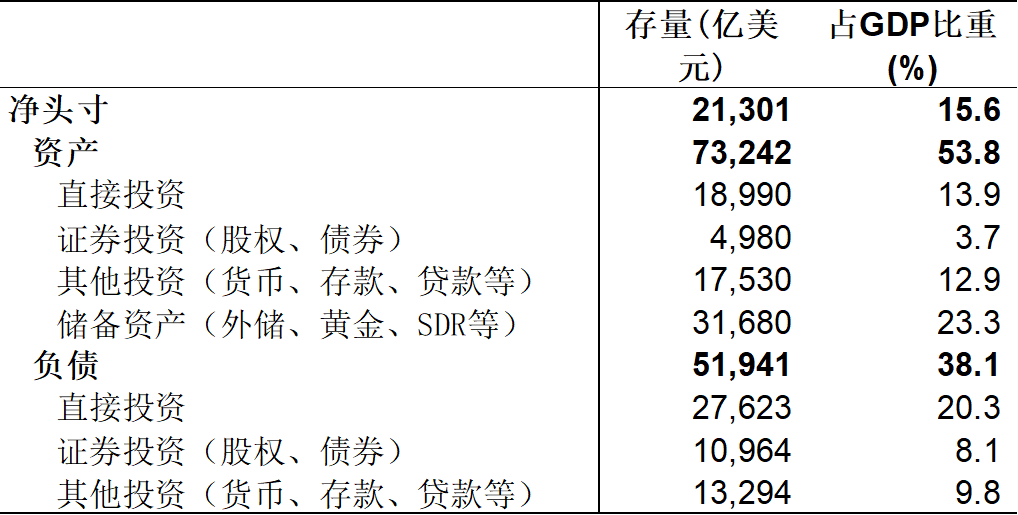 存量(亿美元) 占GDP比重(%)
净头寸 21,301 15.6
资产 73,242 53.8
直接投资 18,990 13.9
证券投资（股权、债券） 4,980 3.7
其他投资（货币、存款、贷款等） 17,530 12.9
储备资产（外储、黄金、SDR等） 31,680 23.3
负债 51,941 38.1
直接投资 27,623 20.3
证券投资（股权、债券） 10,964 8.1
其他投资（货币、存款、贷款等） 13,294 9.8